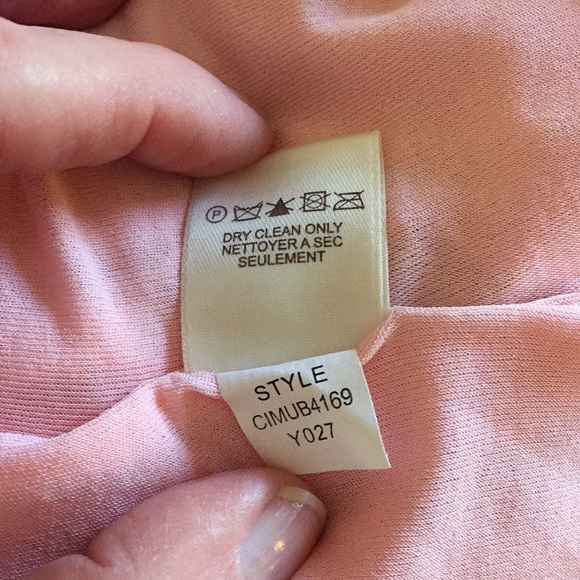 P
DRY CLEAN ONLY
NETTOYER A SEC
SEULEMENT
STYLE
CIMUB4169
Y027